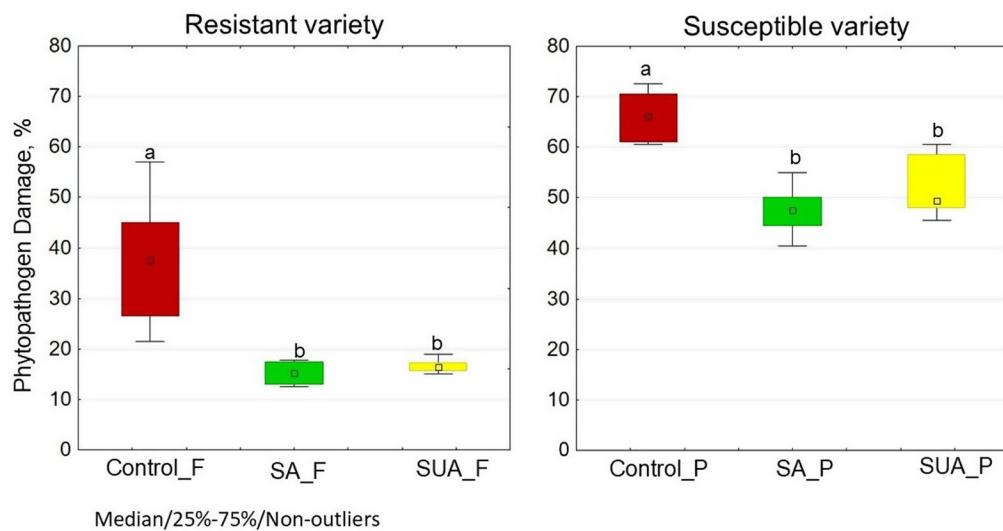 Resistant variety
Susceptible variety
Phytopathogen Damage, %
80
70
60
50
40
30
20
10
0
a
b
b
Control_F
SA_F
SUA_F
80
70
60
50
40
30
20
10
0
a
b
b
Control_P
SA_P
SUA_P
Median/25%-75%/Non-outliers